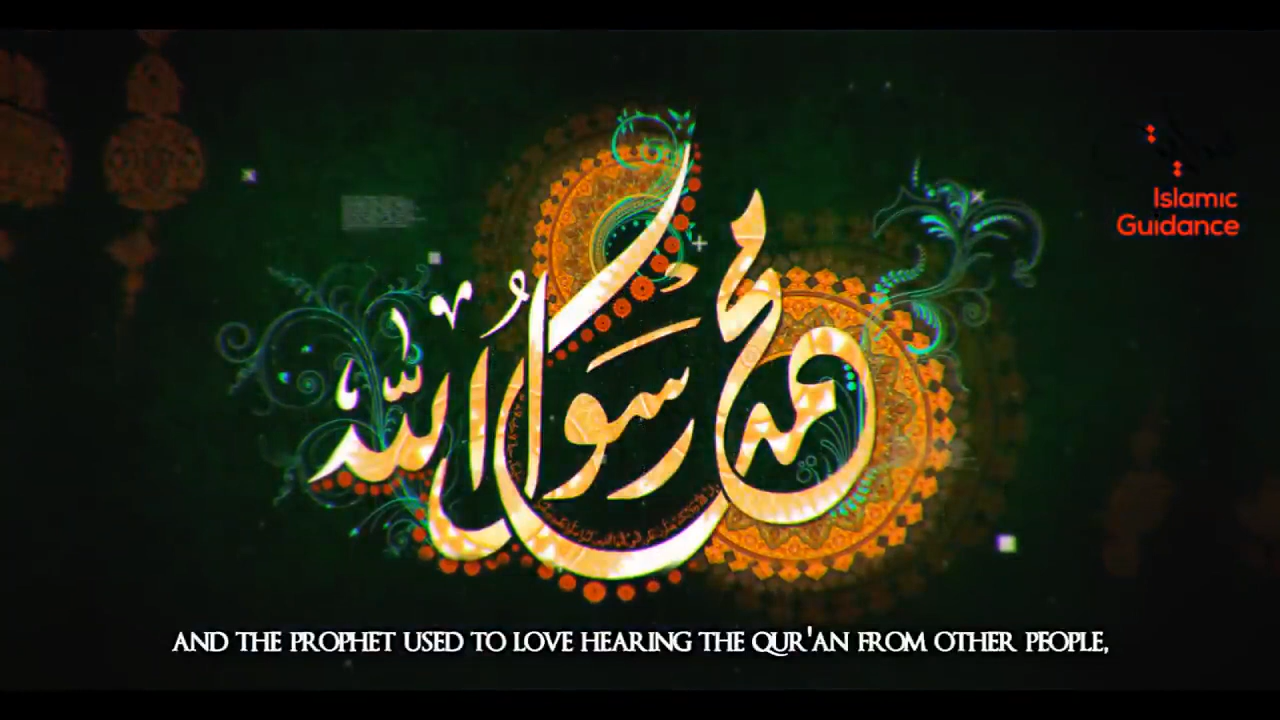 محمد رسول الله
Islamic
Guidance
AND THE PROPHET USED TO LOVE HEARING THE QUR'AN FROM OTHER PEOPLE,